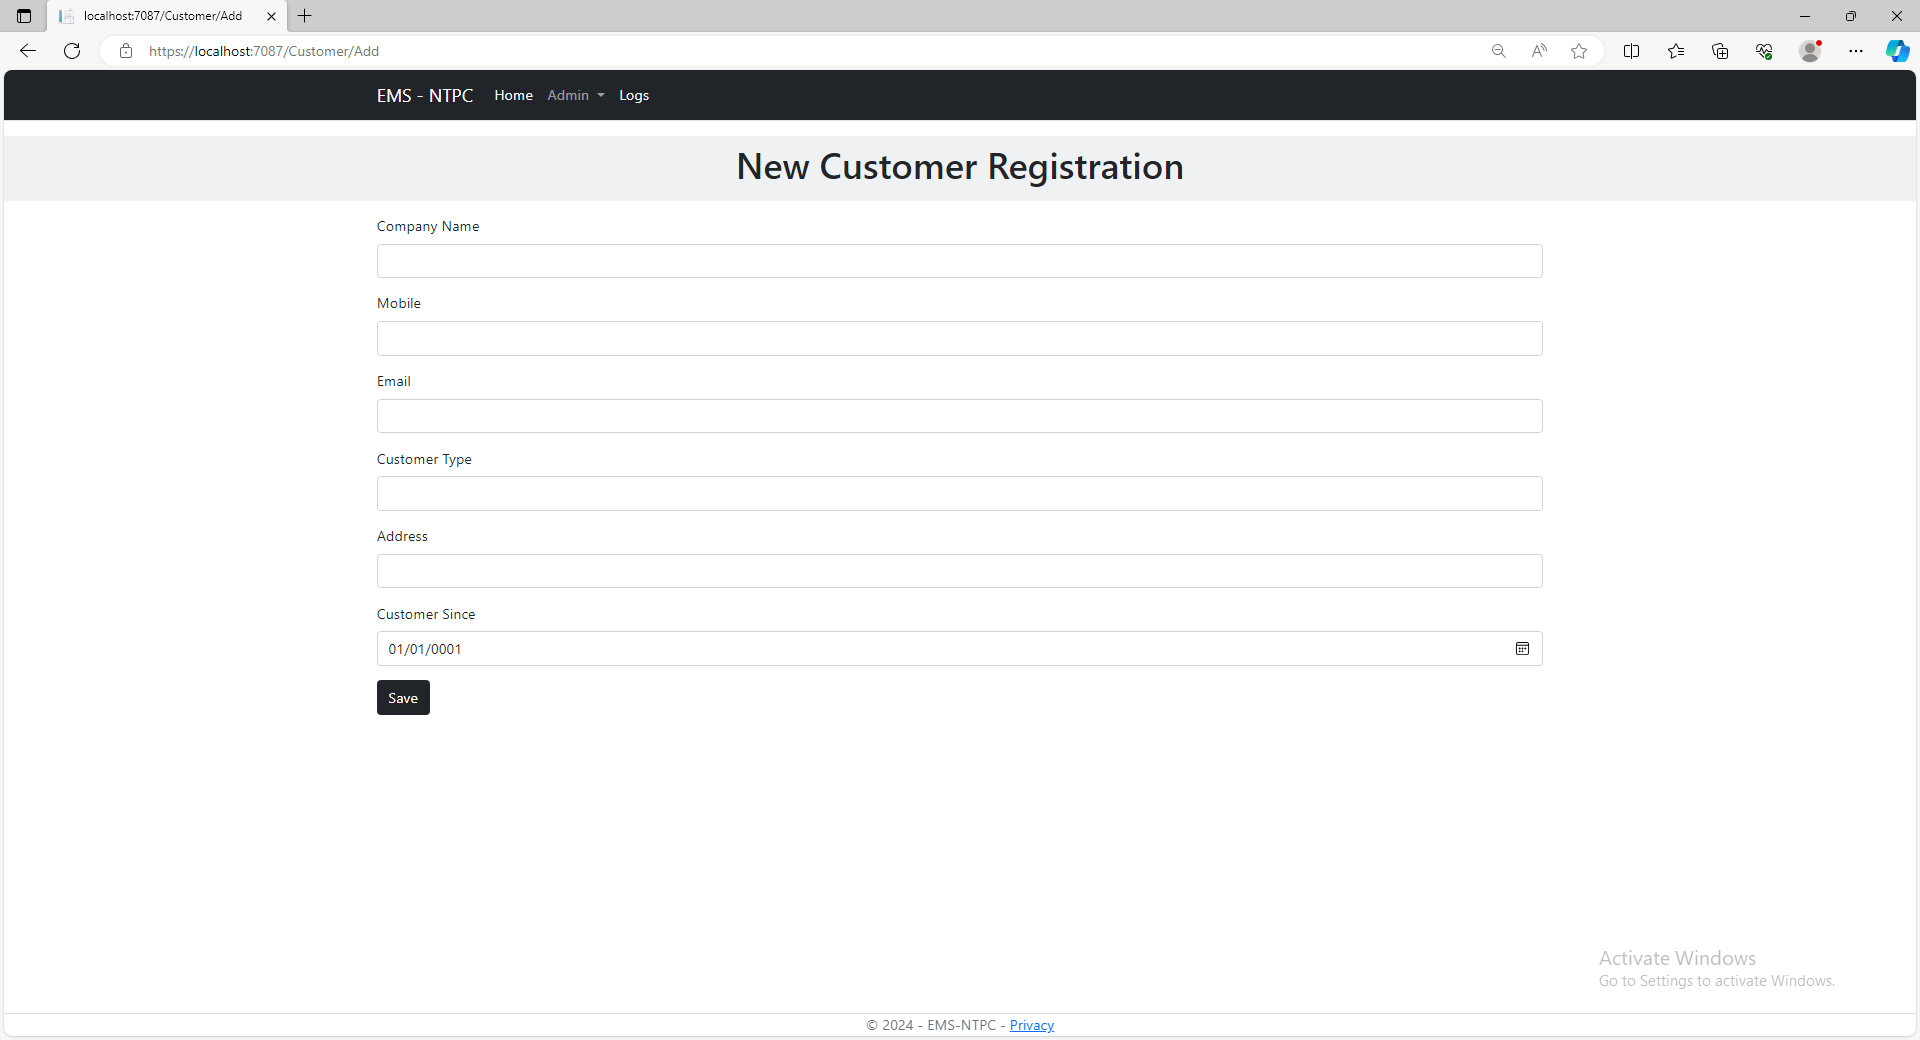 localhost:7087/Customer/Add
https://localhost:7087/Customer/Add
EMS - NTPC Home Admin Logs
New Customer Registration
Company Name
Mobile
Email
Customer Type
Address
Customer Since
01/01/0001
Save
Activate Windows
Go to Settings to activate Windows.
© 2024 - EMS-NTPC - Privacy